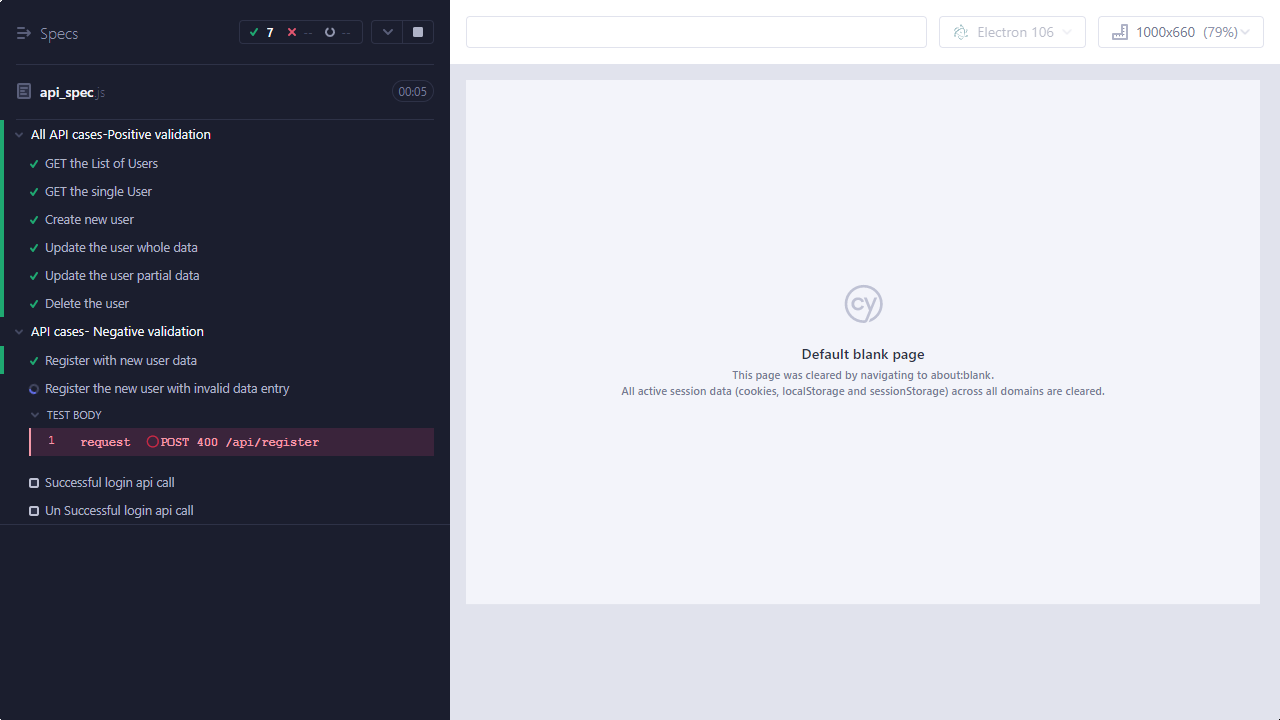 Specs
7 -- --
api_spec.js
00:05
All API cases-Positive validation
GET the List of Users
GET the single User
Create new user
Update the user whole data
Update the user partial data
Delete the user
API cases- Negative validation
Register with new user data
Register the new user with invalid data entry
TEST BODY
1 request POST 400 /api/register
Successful login api call
Un Successful login api call
Electron 106
1000x660 (79%)
cy
Default blank page
This page was cleared by navigating to about:blank.
All active session data (cookies, localStorage and sessionStorage) across all domains are cleared.